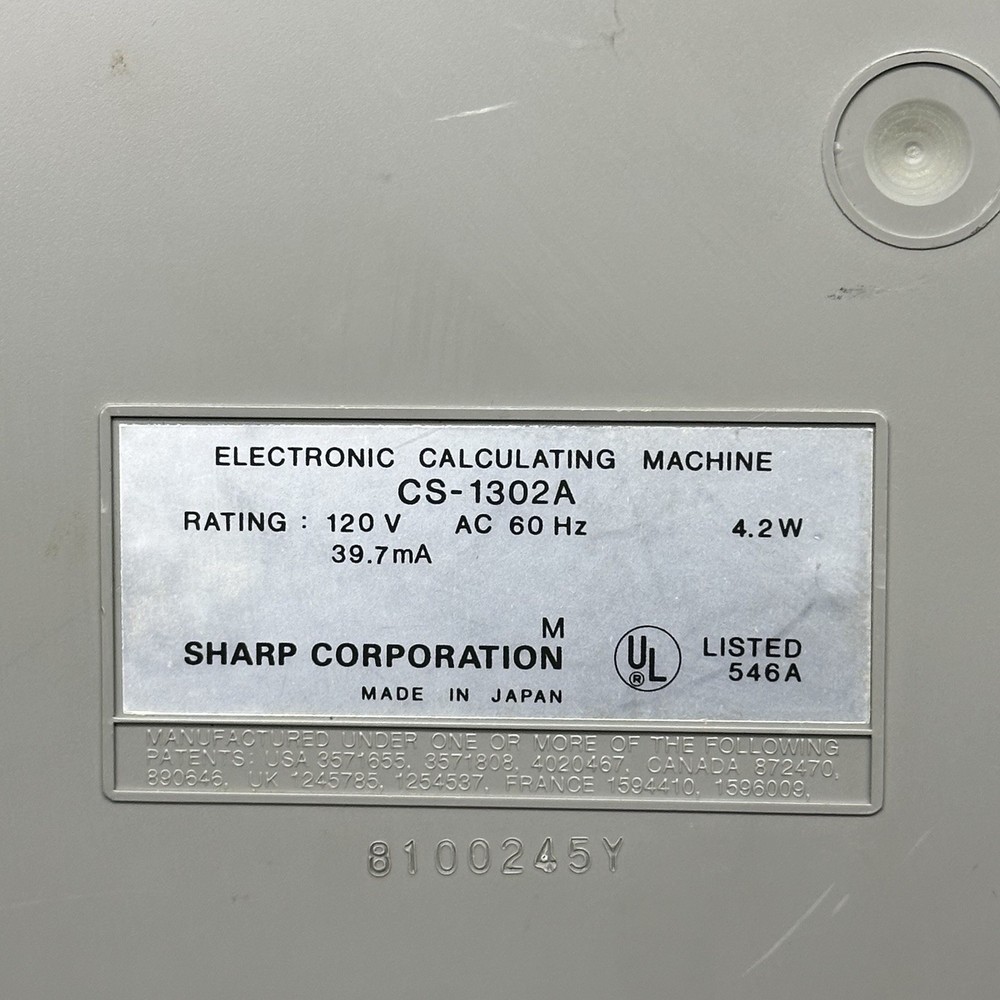 ELECTRONIC CALCULATING MACHINE
CS-1302A
RATING : 120 V AC 60 Hz 4.2W
39.7mA
M
SHARP CORPORATION
MADE IN JAPAN
UL
®
LISTED
546A
MANUFACTURED UNDER ONE OR MORE OF THE FOLLOWING
PATENTS: USA 3571655, 3571808, 4020467, CANADA 872470,
890646, UK 1245785, 1254537, FRANCE 1594410, 1596009,
8100245Y